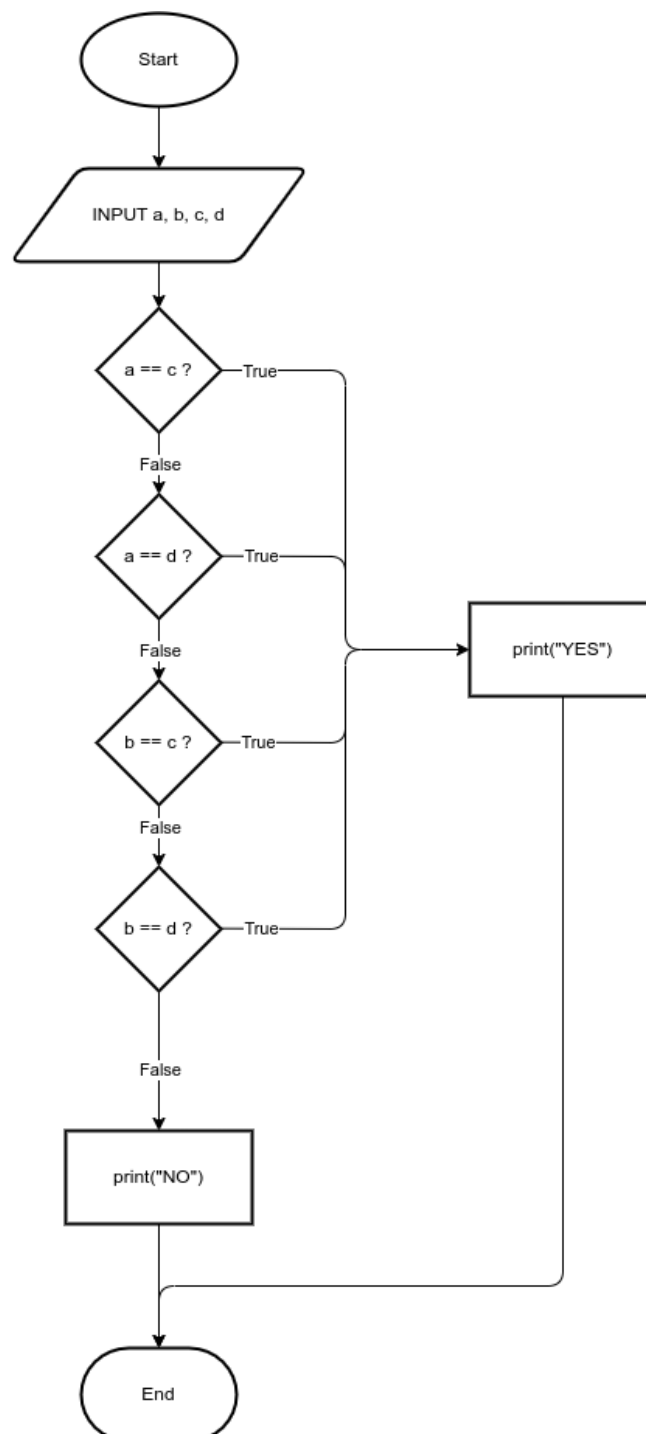 Start
INPUT a, b, c, d
a == c ?
True
False
a == d ?
True
False
print("YES")
b == c ?
True
False
b == d ?
True
False
print("NO")
End